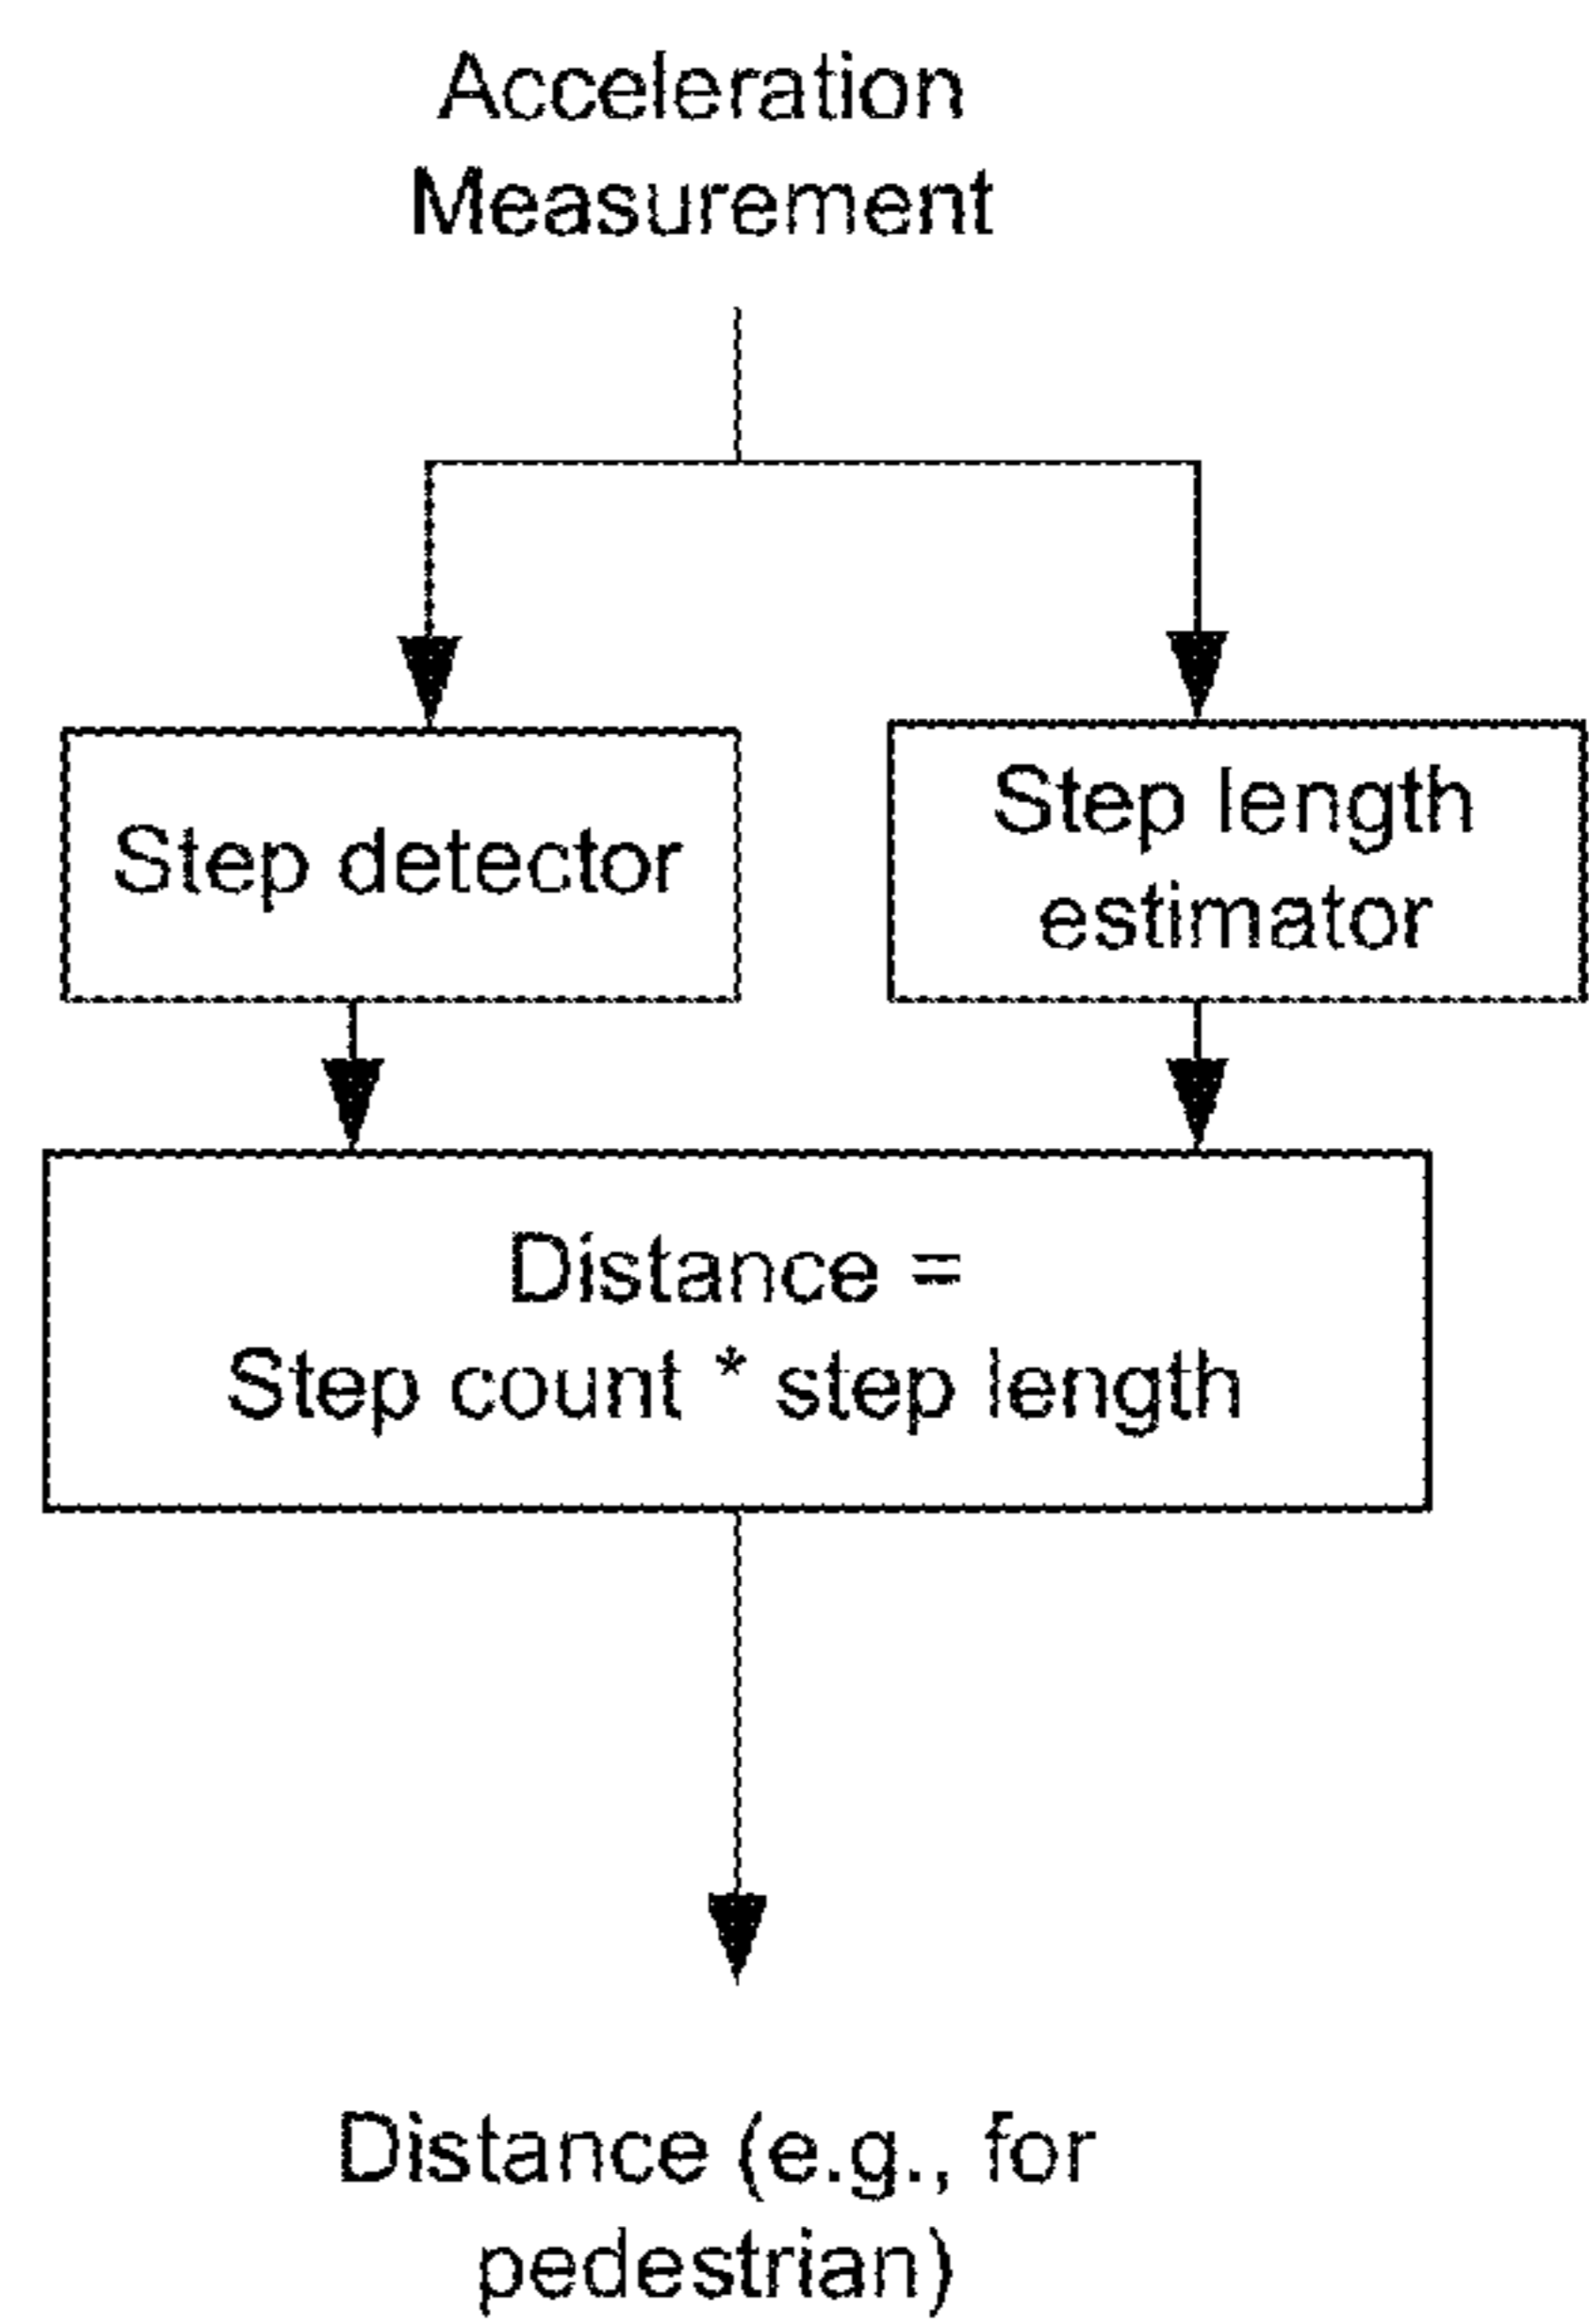 Acceleration
Measurement
Step detector
Step length
estimator
Distance =
Step count * step length
Distance (e.g., for
pedestrian)